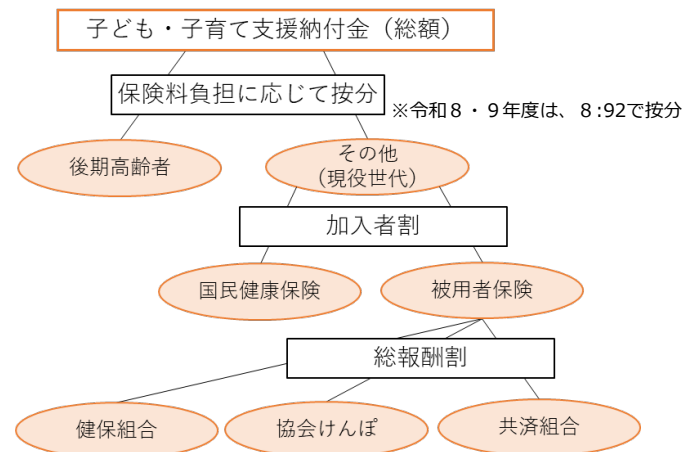 子ども・子育て支援納付金（総額）
保険料負担に応じて按分
※令和８・９年度は、８:92で按分
後期高齢者
その他
（現役世代）
加入者割
国民健康保険
被用者保険
総報酬割
健保組合
協会けんぽ
共済組合